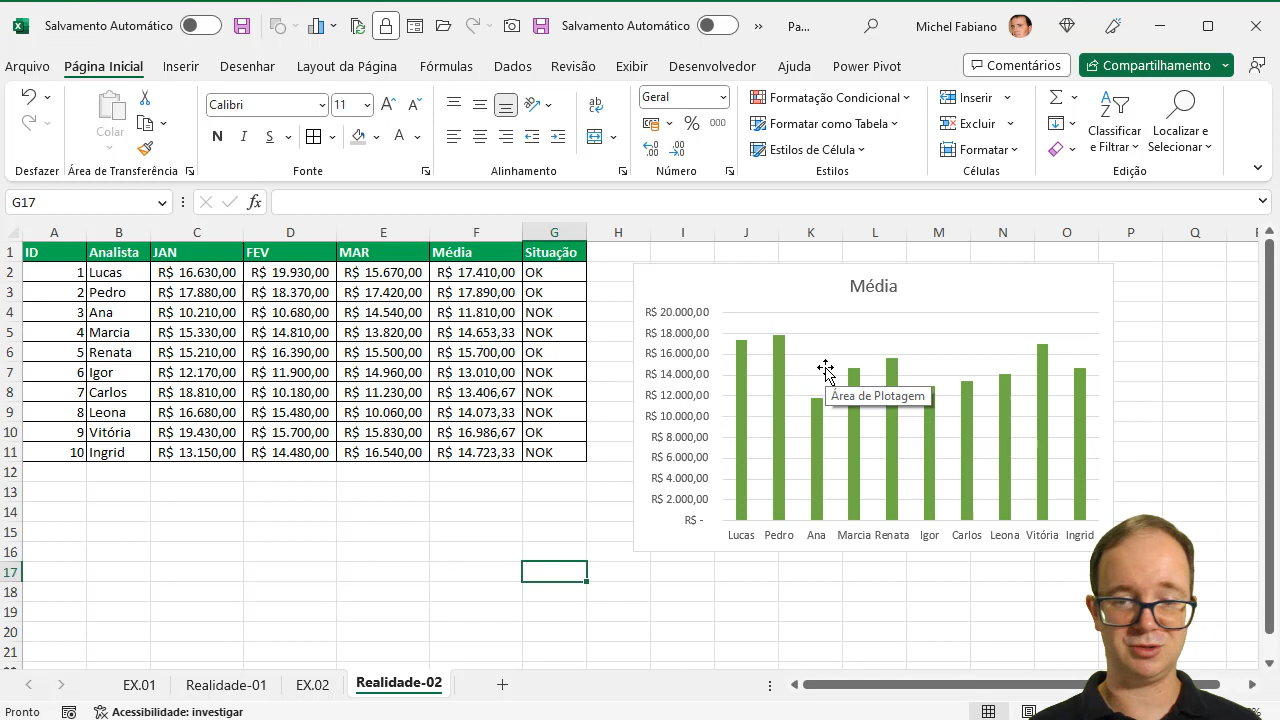 Salvamento Automático Salvamento Automático » Pa... Michel Fabiano
Arquivo Página Inicial Inserir Desenhar Layout da Página Fórmulas Dados Revisão Exibir Desenvolvedor Ajuda Power Pivot Comentários Compartilhamento
Colar
Calibri 11
N I S A
ab
Geral
% 000
Formatação Condicional
Formatar como Tabela
Estilos de Célula
Inserir
Excluir
Formatar
Classificar
e Filtrar
Localizar e
Selecionar
Desfazer Área de Transferência Fonte Alinhamento Número Estilos Células Edição
G17 fx
A B C D E F G H I J K L M N O P Q R
1 ID Analista JAN FEV MAR Média Situação
2 1 Lucas R$ 16.630,00 R$ 19.930,00 R$ 15.670,00 R$ 17.410,00 OK
3 2 Pedro R$ 17.880,00 R$ 18.370,00 R$ 17.420,00 R$ 17.890,00 OK
4 3 Ana R$ 10.210,00 R$ 10.680,00 R$ 14.540,00 R$ 11.810,00 NOK
5 4 Marcia R$ 15.330,00 R$ 14.810,00 R$ 13.820,00 R$ 14.653,33 NOK
6 5 Renata R$ 15.210,00 R$ 16.390,00 R$ 15.500,00 R$ 15.700,00 OK
7 6 Igor R$ 12.170,00 R$ 11.900,00 R$ 14.960,00 R$ 13.010,00 NOK
8 7 Carlos R$ 18.810,00 R$ 10.180,00 R$ 11.230,00 R$ 13.406,67 NOK
9 8 Leona R$ 16.680,00 R$ 15.480,00 R$ 10.060,00 R$ 14.073,33 NOK
10 9 Vitória R$ 19.430,00 R$ 15.700,00 R$ 15.830,00 R$ 16.986,67 OK
11 10 Ingrid R$ 13.150,00 R$ 14.480,00 R$ 16.540,00 R$ 14.723,33 NOK
12
13
14
15
16
17
18
19
20
21
Média
R$ 20.000,00
R$ 18.000,00
R$ 16.000,00
R$ 14.000,00
R$ 12.000,00
R$ 10.000,00
R$ 8.000,00
R$ 6.000,00
R$ 4.000,00
R$ 2.000,00
R$ -
Lucas Pedro Ana Marcia Renata Igor Carlos Leona Vitória Ingrid
Área de Plotagem
EX.01 Realidade-01 EX.02 Realidade-02
Pronto Acessibilidade: investigar